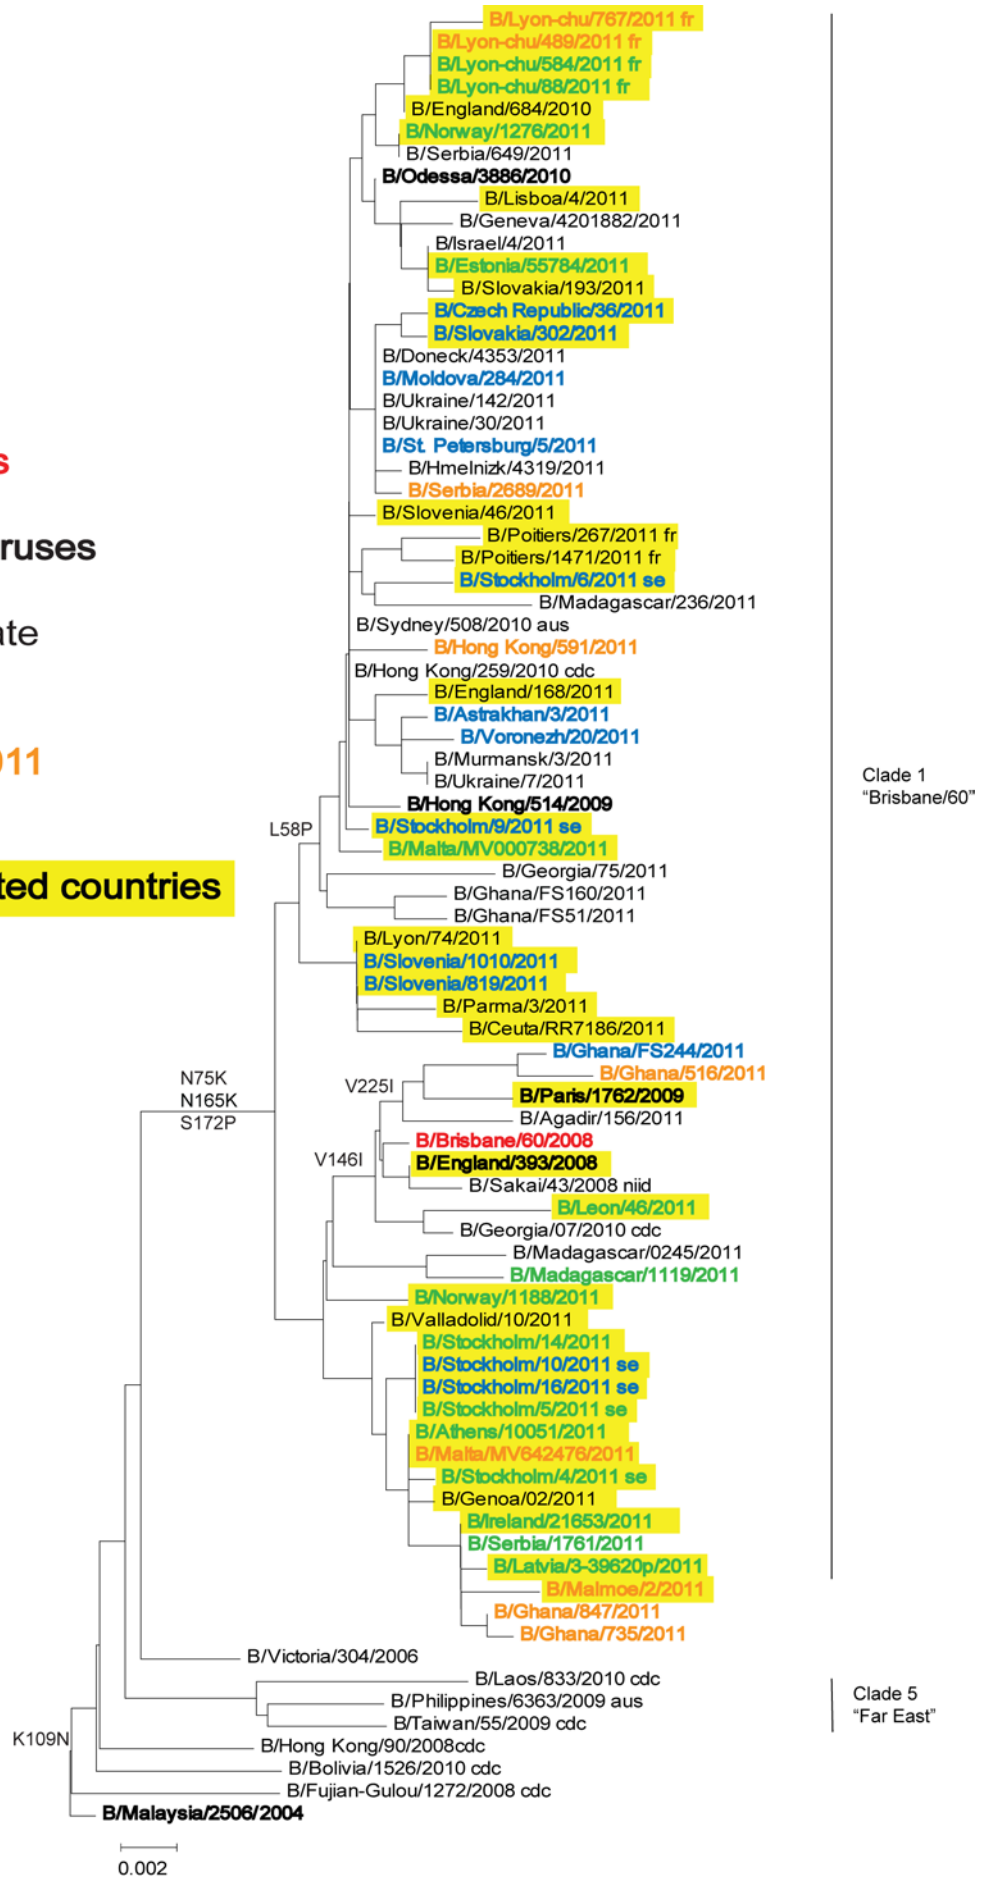 B/Lyon-chu/767/2011 fr
B/Lyon-chu/489/2011 fr
B/Lyon-chu/584/2011 fr
B/Lyon-chu/88/2011 fr
B/England/684/2010
B/Norway/1276/2011
B/Serbia/649/2011
B/Odessa/3886/2010
B/Lisboa/4/2011
B/Geneva/4201882/2011
B/Israel/4/2011
B/Estonia/55784/2011
B/Slovakia/193/2011
B/Czech Republic/36/2011
B/Slovakia/302/2011
B/Doneck/4353/2011
B/Moldova/284/2011
B/Ukraine/142/2011
B/Ukraine/30/2011
B/St. Petersburg/5/2011
s
B/Hmelnizk/4319/2011
B/Serbia/2689/2011
B/Slovenia/46/2011
B/Poitiers/267/2011 fr
ruses
B/Poitiers/1471/2011 fr
B/Stockholm/6/2011 se
B/Madagascar/236/2011
B/Sydney/508/2010 aus
ate
B/Hong Kong/591/2011
B/Hong Kong/259/2010 cdc
B/England/168/2011
B/Astrakhan/3/2011
B/Voronezh/20/2011
B/Murmansk/3/2011
011
B/Ukraine/7/2011
Clade 1
"Brisbane/60"
B/Hong Kong/514/2009
L58P
B/Stockholm/9/2011 se
B/Malta/MV000738/2011
B/Georgia/75/2011
ted countries
B/Ghana/FS160/2011
B/Ghana/FS51/2011
B/Lyon/74/2011
B/Slovenia/1010/2011
B/Slovenia/819/2011
B/Parma/3/2011
B/Ceuta/RR7186/2011
B/Ghana/FS244/2011
B/Ghana/516/2011
N75K
N165K
S172P
V225I
B/Paris/1762/2009
B/Agadir/156/2011
B/Brisbane/60/2008
V146I
B/England/393/2008
B/Sakai/43/2008 niid
B/Leon/46/2011
B/Georgia/07/2010 cdc
B/Madagascar/0245/2011
B/Madagascar/1119/2011
B/Norway/1188/2011
B/Valladolid/10/2011
B/Stockholm/14/2011
B/Stockholm/10/2011 se
B/Stockholm/16/2011 se
B/Stockholm/5/2011 se
B/Athens/10051/2011
B/Malta/MV642476/2011
B/Stockholm/4/2011 se
B/Genoa/02/2011
B/Ireland/21653/2011
B/Serbia/1761/2011
B/Latvia/3-39620p/2011
B/Malmoe/2/2011
B/Ghana/847/2011
B/Ghana/735/2011
B/Victoria/304/2006
B/Laos/833/2010 cdc
B/Philippines/6363/2009 aus
B/Taiwan/55/2009 cdc
Clade 5
"Far East"
K109N
B/Hong Kong/90/2008cdc
B/Bolivia/1526/2010 cdc
B/Fujian-Gulou/1272/2008 cdc
B/Malaysia/2506/2004
0.002